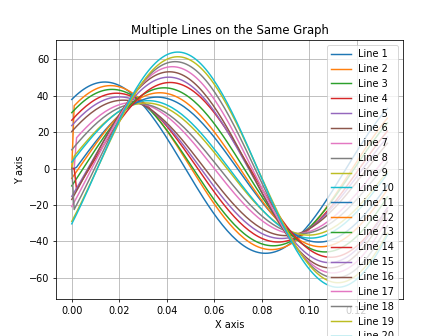 Multiple Lines on the Same Graph
Y axis
60
40
20
0
−20
−40
−60
0.00
0.02
0.04
0.06
0.08
0.10
X axis
Line 1
Line 2
Line 3
Line 4
Line 5
Line 6
Line 7
Line 8
Line 9
Line 10
Line 11
Line 12
Line 13
Line 14
Line 15
Line 16
Line 17
Line 18
Line 19
Line 20